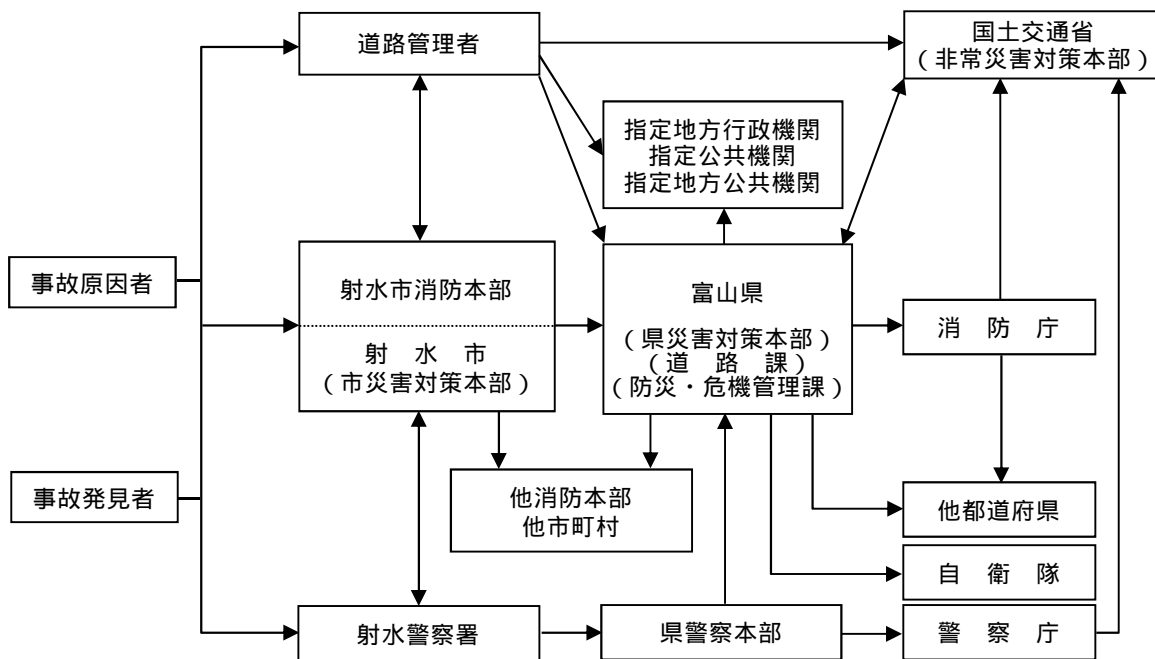 道路管理者
国土交通省
（非常災害対策本部）
指定地方行政機関
指定公共機関
指定地方公共機関
事故原因者
射水市消防本部
射　水　市
（市災害対策本部）
富山県
（県災害対策本部）
（道　路　課）
（防災・危機管理課）
消　防　庁
事故発見者
他消防本部
他市町村
他都道府県
自　衛　隊
射水警察署
県警察本部
警　察　庁